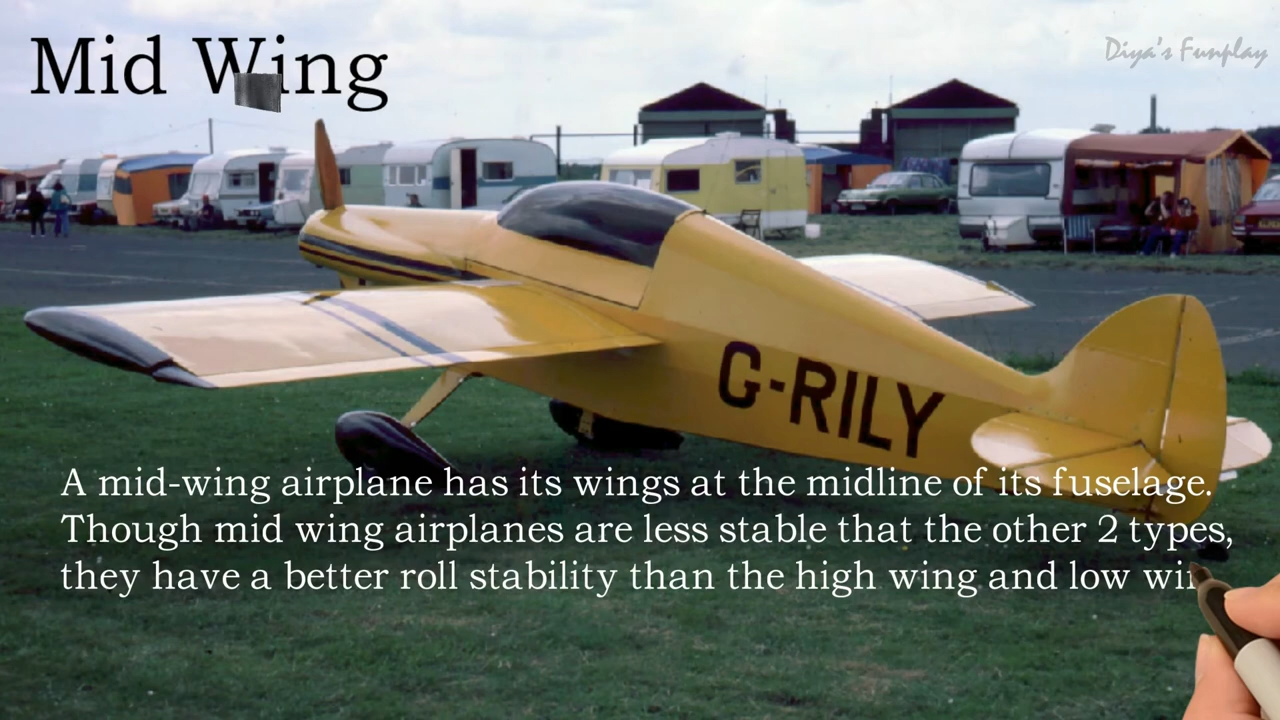 Mid Wing
Diya's Funplay
G-RILY
A mid-wing airplane has its wings at the midline of its fuselage.
Though mid wing airplanes are less stable that the other 2 types,
they have a better roll stability than the high wing and low